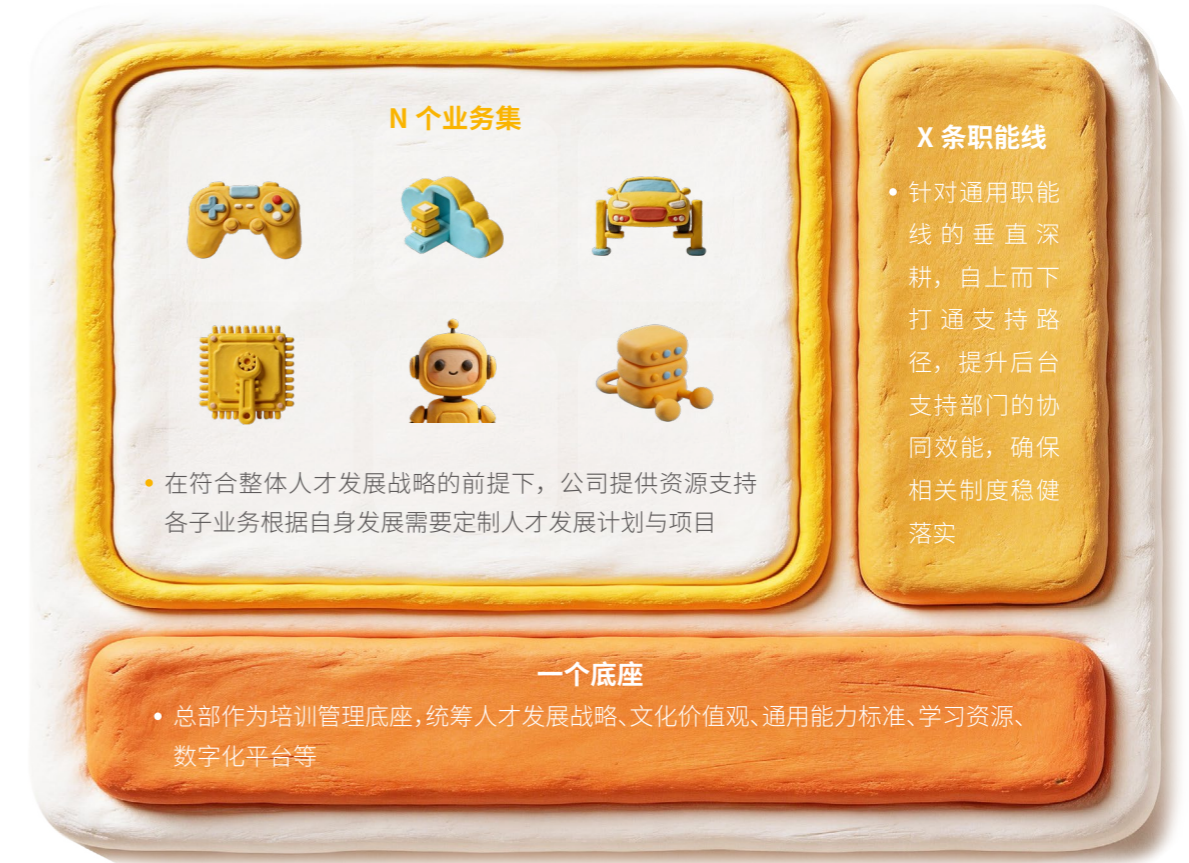 N 个业务集
• 在符合整体人才发展战略的前提下，公司提供资源支持
各子业务根据自身发展需要定制人才发展计划与项目
X 条职能线
• 针对通用职能
线的垂直深
耕，自上而下
打通支持路
径，提升后台
支持部门的协
同效能，确保
相关制度稳健
落实
一个底座
• 总部作为培训管理底座，统筹人才发展战略、文化价值观、通用能力标准、学习资源、
数字化平台等